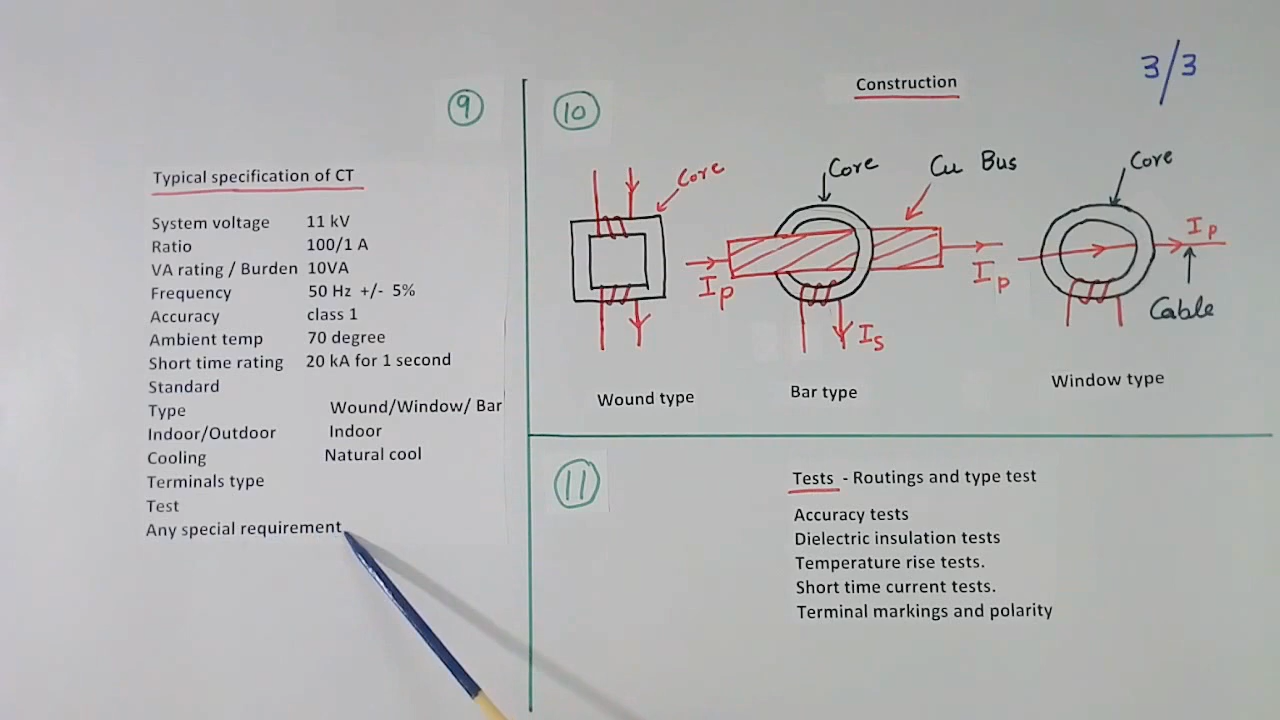 3/3
9
Typical specification of CT
System voltage 11 kV
Ratio 100/1 A
VA rating / Burden 10VA
Frequency 50 Hz +/- 5%
Accuracy class 1
Ambient temp 70 degree
Short time rating 20 kA for 1 second
Standard
Type Wound/Window/ Bar
Indoor/Outdoor Indoor
Cooling Natural cool
Terminals type
Test
Any special requirement
10
Construction
Core
Ip
Core
Cu Bus
Ip
Is
Core
Ip
Cable
Wound type
Bar type
Window type
11
Tests - Routings and type test
Accuracy tests
Dielectric insulation tests
Temperature rise tests.
Short time current tests.
Terminal markings and polarity